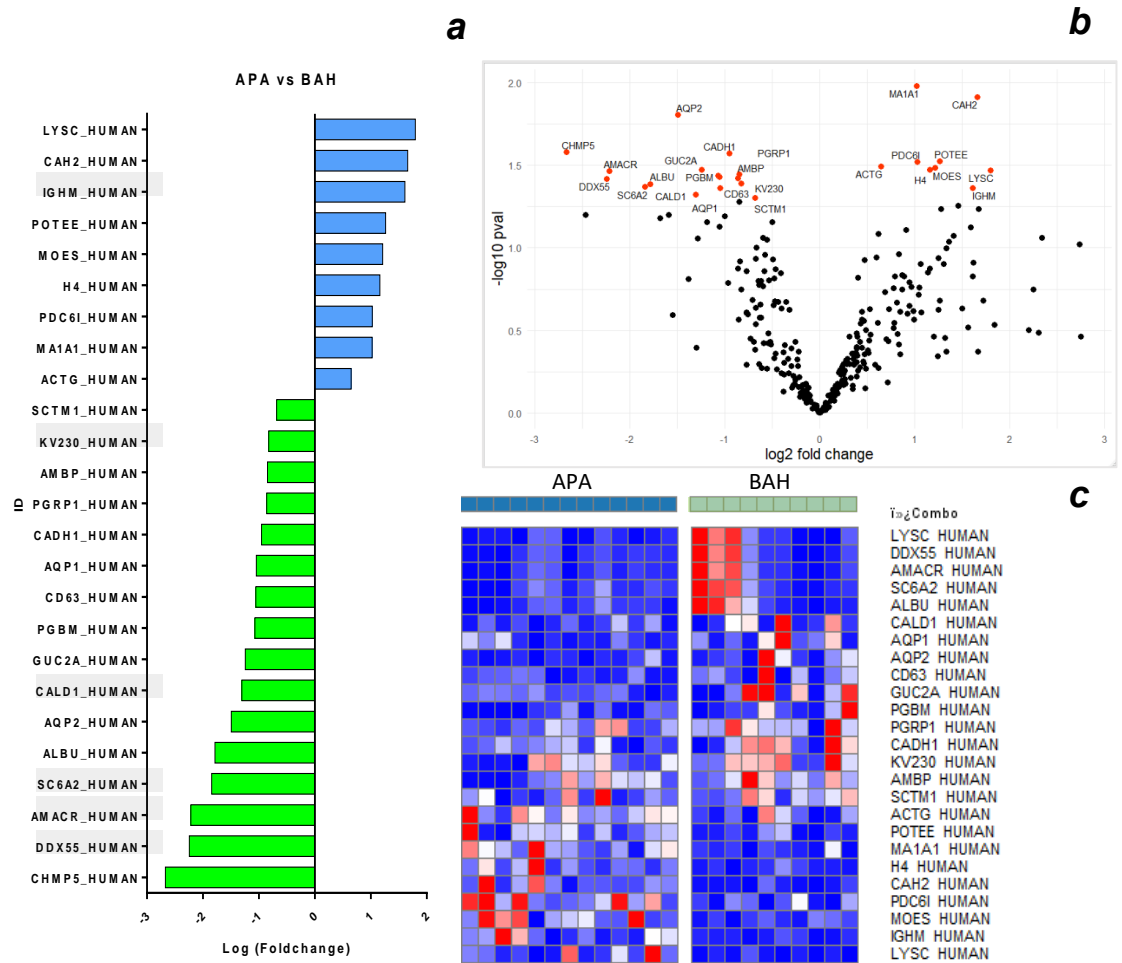 a
b
APA vs BAH
LYSC_HUMAN
CAH2_HUMAN
IGHM_HUMAN
POTEE_HUMAN
MOES_HUMAN
H4_HUMAN
PDC6I_HUMAN
MA1A1_HUMAN
ACTG_HUMAN
SCTM1_HUMAN
KV230_HUMAN
AMBP_HUMAN
PGRP1_HUMAN
CADH1_HUMAN
AQP1_HUMAN
CD63_HUMAN
PGBM_HUMAN
GUC2A_HUMAN
CALD1_HUMAN
AQP2_HUMAN
ALBU_HUMAN
SC6A2_HUMAN
AMACR_HUMAN
DDX55_HUMAN
CHMP5_HUMAN
ID
-3 -2 -1 0 1 2
Log (Foldchange)
2.0
1.5
1.0
0.5
0.0
-log10 pval
MA1A1
CAH2
AQP2
CHMP5
CADH1
PGRP1
AMACR
GUC2A
AMBP
PDC6I
POTEE
DDX55
ALBU
PGBM
ACTG
H4
MOES
LYSC
SC6A2
CALD1
CD63
KV230
IGHM
AQP1
SCTM1
-3 -2 -1 0 1 2 3
log2 fold change
APA BAH
c
ï»¿Combo
LYSC HUMAN
DDX55 HUMAN
AMACR HUMAN
SC6A2 HUMAN
ALBU HUMAN
CALD1 HUMAN
AQP1 HUMAN
AQP2 HUMAN
CD63 HUMAN
GUC2A HUMAN
PGBM HUMAN
PGRP1 HUMAN
CADH1 HUMAN
KV230 HUMAN
AMBP HUMAN
SCTM1 HUMAN
ACTG HUMAN
POTEE HUMAN
MA1A1 HUMAN
H4 HUMAN
CAH2 HUMAN
PDC6I HUMAN
MOES HUMAN
IGHM HUMAN
LYSC HUMAN